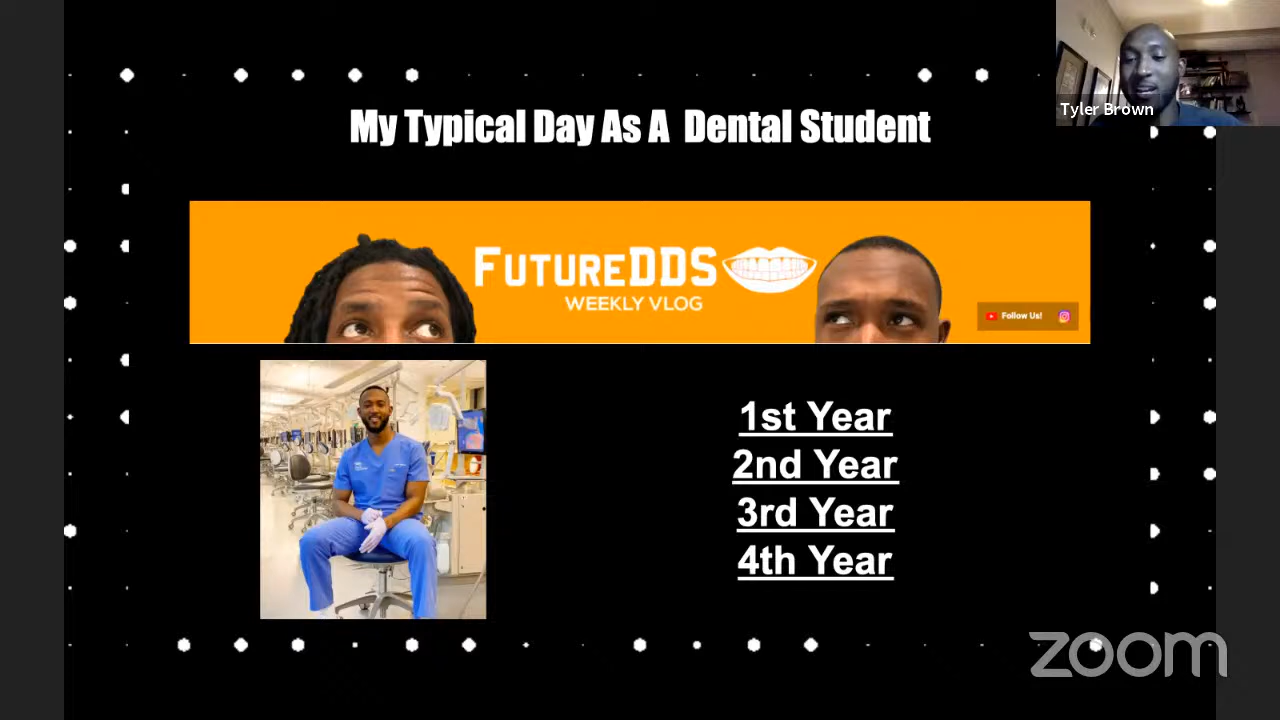 Tyler Brown
My Typical Day As A Dental Student
FUTUREDDS
WEEKLY VLOG
Follow Us!
1st Year
2nd Year
3rd Year
4th Year
zoom